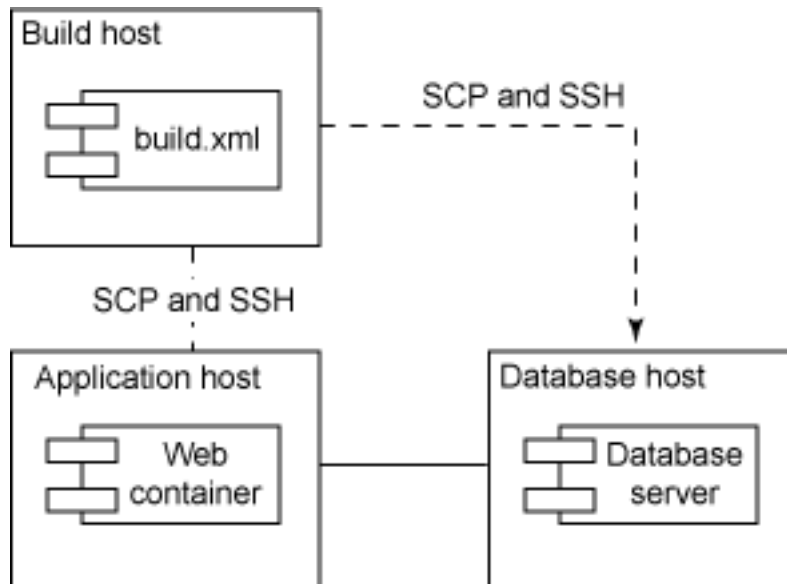 Build host
build.xml
SCP and SSH
SCP and SSH
Application host
Web
container
Database host
Database
server